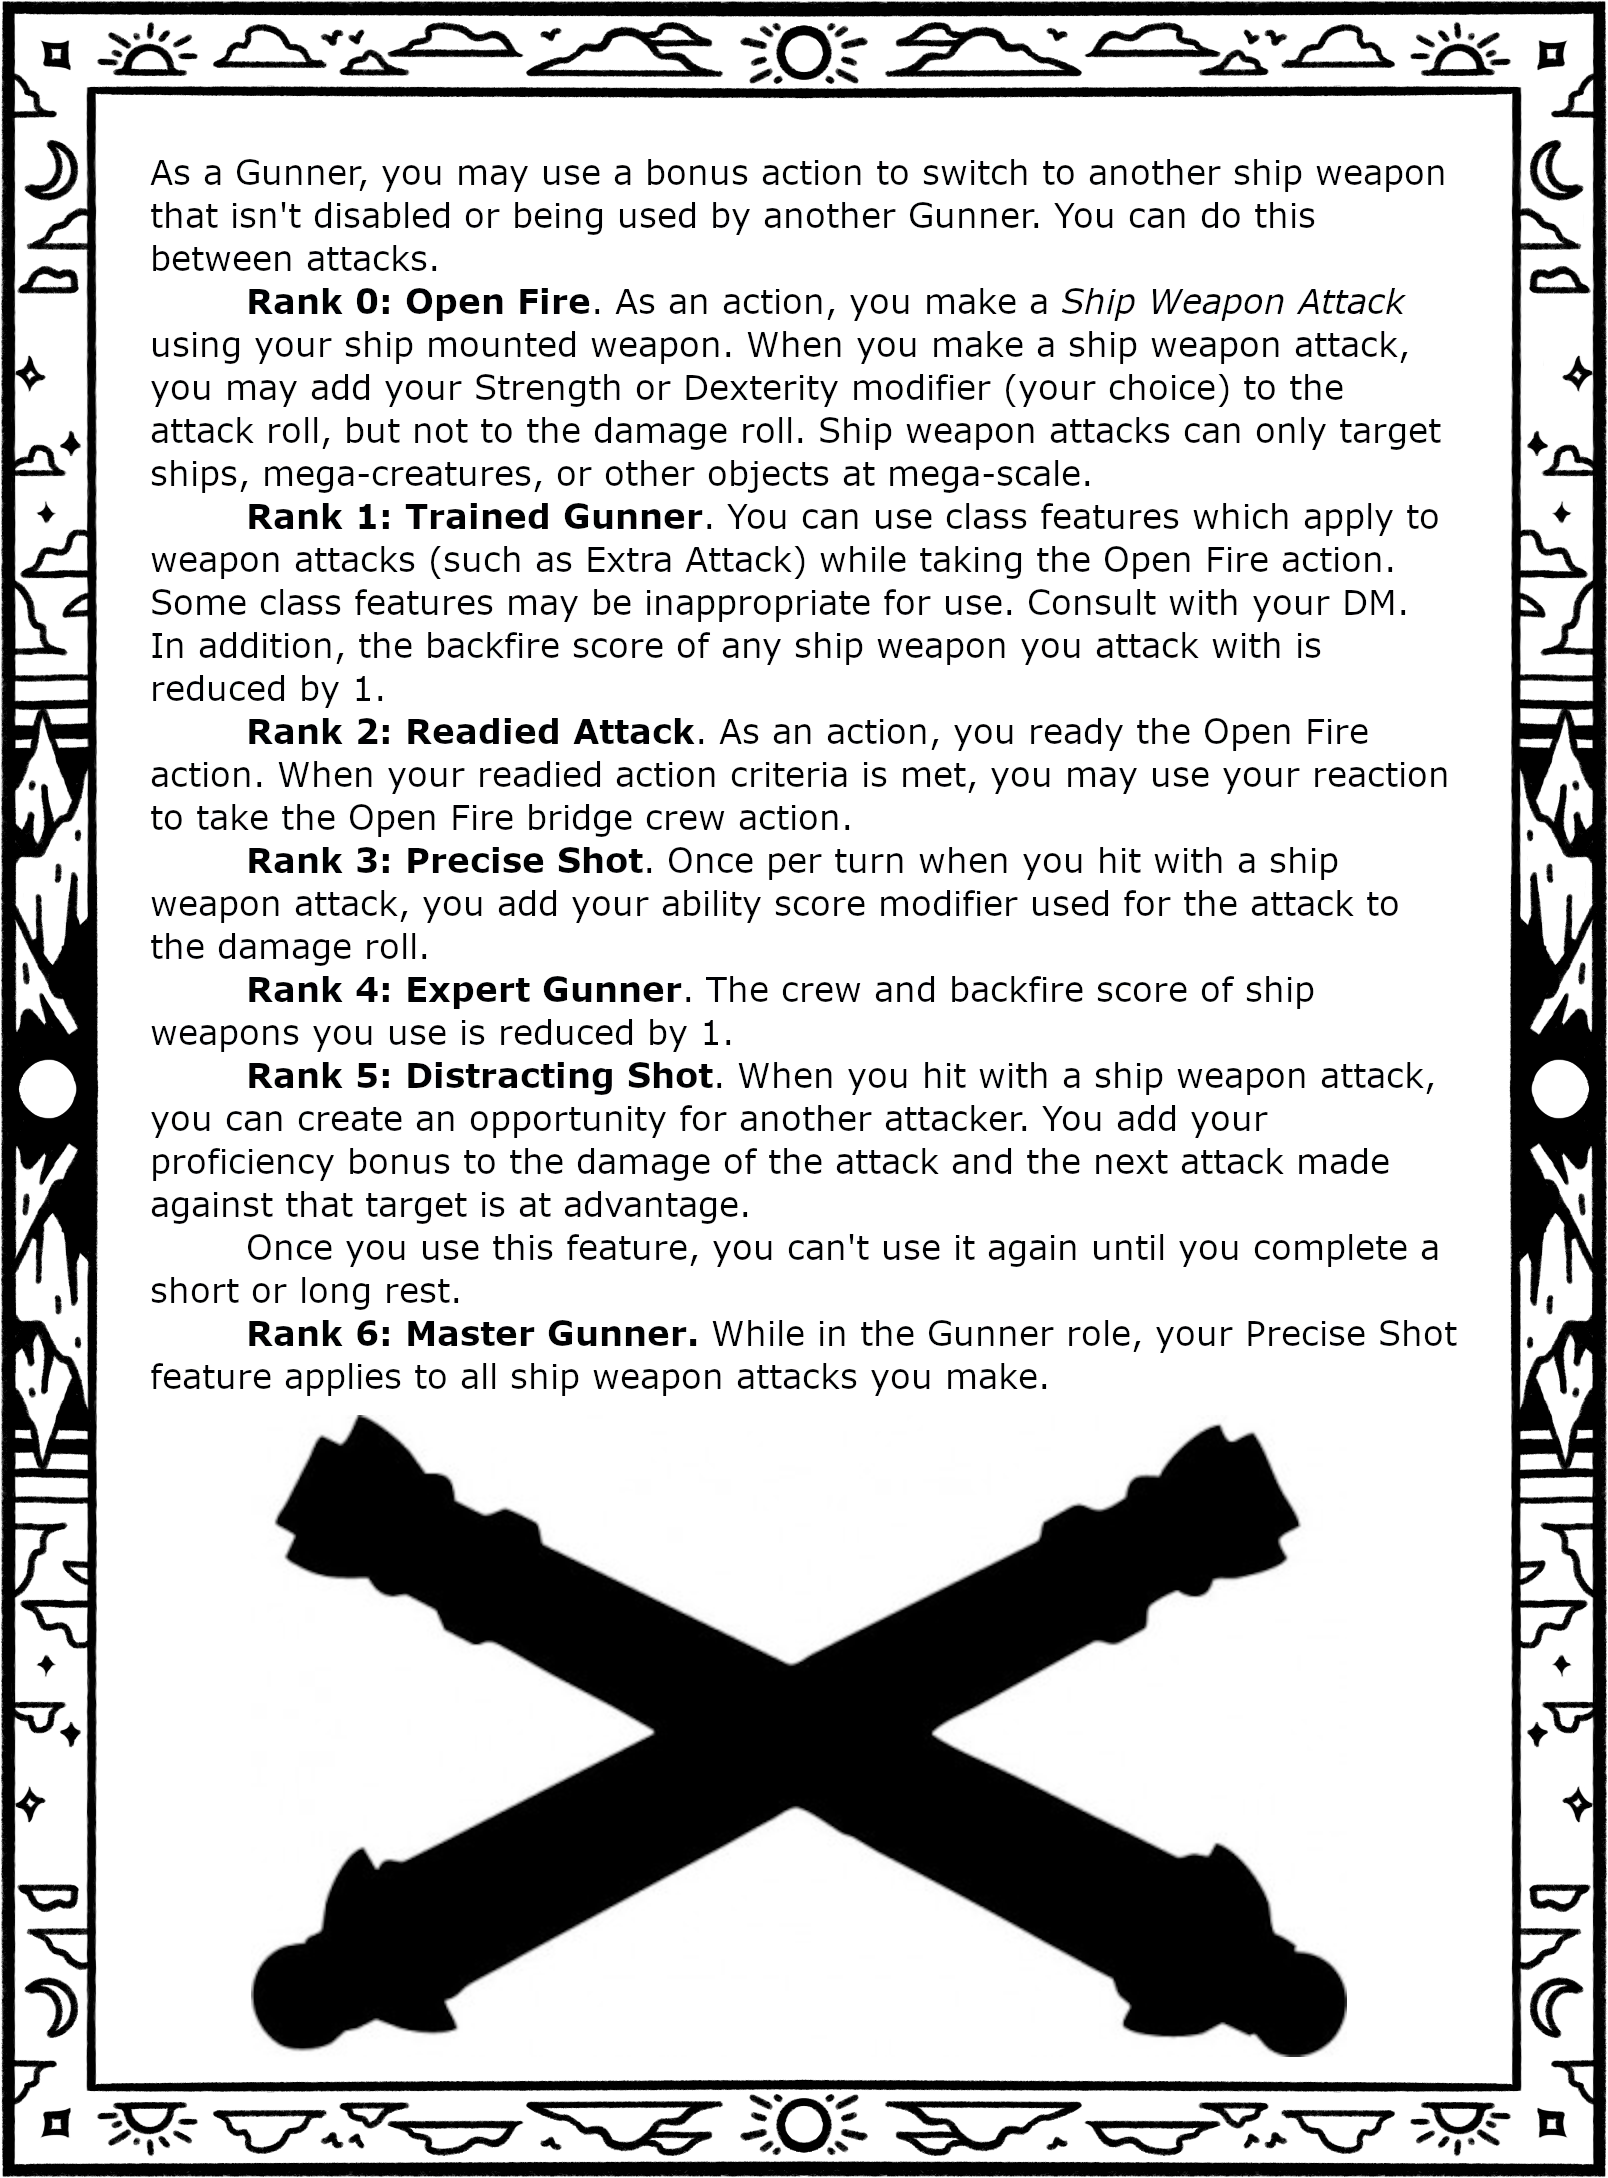 As a Gunner, you may use a bonus action to switch to another ship weapon
that isn't disabled or being used by another Gunner. You can do this
between attacks.
Rank 0: Open Fire. As an action, you make a Ship Weapon Attack
using your ship mounted weapon. When you make a ship weapon attack,
you may add your Strength or Dexterity modifier (your choice) to the
attack roll, but not to the damage roll. Ship weapon attacks can only target
ships, mega-creatures, or other objects at mega-scale.
Rank 1: Trained Gunner. You can use class features which apply to
weapon attacks (such as Extra Attack) while taking the Open Fire action.
Some class features may be inappropriate for use. Consult with your DM.
In addition, the backfire score of any ship weapon you attack with is
reduced by 1.
Rank 2: Readied Attack. As an action, you ready the Open Fire
action. When your readied action criteria is met, you may use your reaction
to take the Open Fire bridge crew action.
Rank 3: Precise Shot. Once per turn when you hit with a ship
weapon attack, you add your ability score modifier used for the attack to
the damage roll.
Rank 4: Expert Gunner. The crew and backfire score of ship
weapons you use is reduced by 1.
Rank 5: Distracting Shot. When you hit with a ship weapon attack,
you can create an opportunity for another attacker. You add your
proficiency bonus to the damage of the attack and the next attack made
against that target is at advantage.
Once you use this feature, you can't use it again until you complete a
short or long rest.
Rank 6: Master Gunner. While in the Gunner role, your Precise Shot
feature applies to all ship weapon attacks you make.